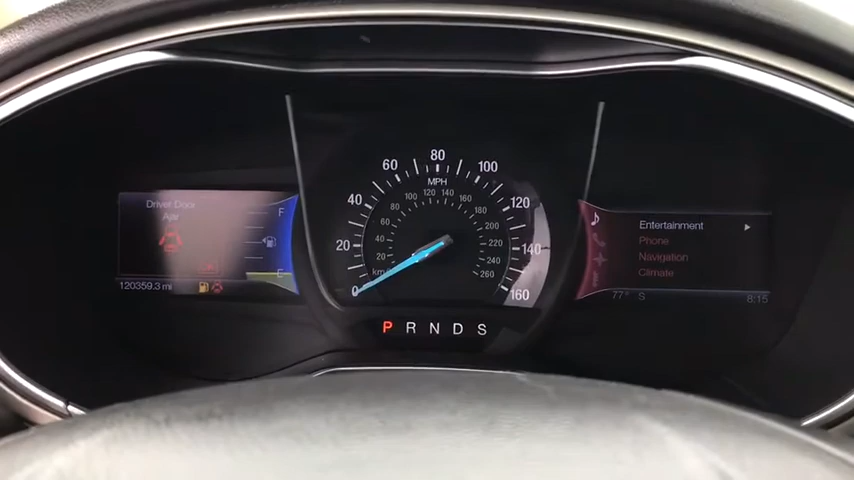 Driver Door
Ajar
F
E
120359.3 mi
0
20
40
60
80
100
120
140
160
MPH
km/h
20
40
60
80
100
120
140
160
180
200
220
240
260
P R N D S
Entertainment
Phone
Navigation
Climate
77° S
8:15